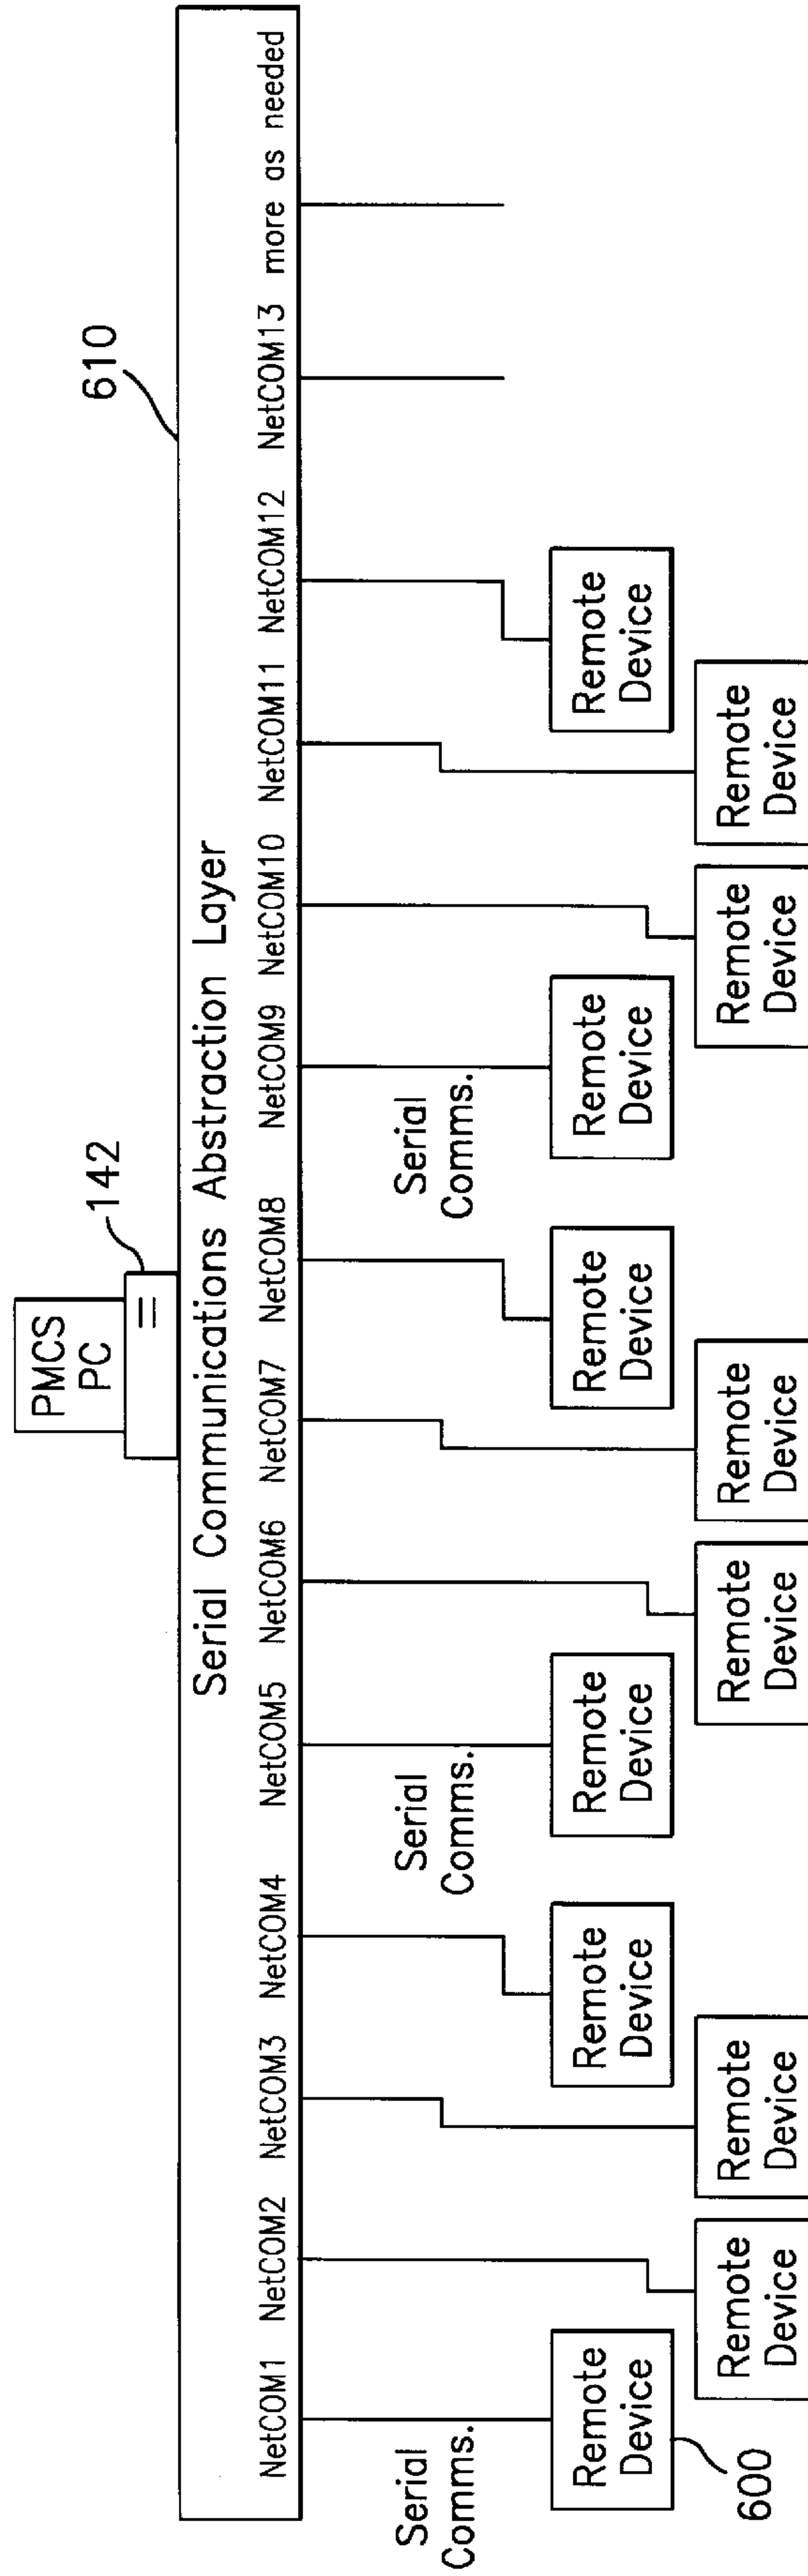 610
PMCS
PC
142
Serial Communications Abstraction Layer
NetCOM1 NetCOM2 NetCOM3 NetCOM4 NetCOM5 NetCOM6 NetCOM7 NetCOM8 NetCOM9 NetCOM10 NetCOM11 NetCOM12 NetCOM13 more as needed
Serial
Comms.
Serial
Comms.
Serial
Comms.
Remote
Device
Remote
Device
Remote
Device
Remote
Device
Remote
Device
Remote
Device
Remote
Device
Remote
Device
Remote
Device
Remote
Device
Remote
Device
Remote
Device
600